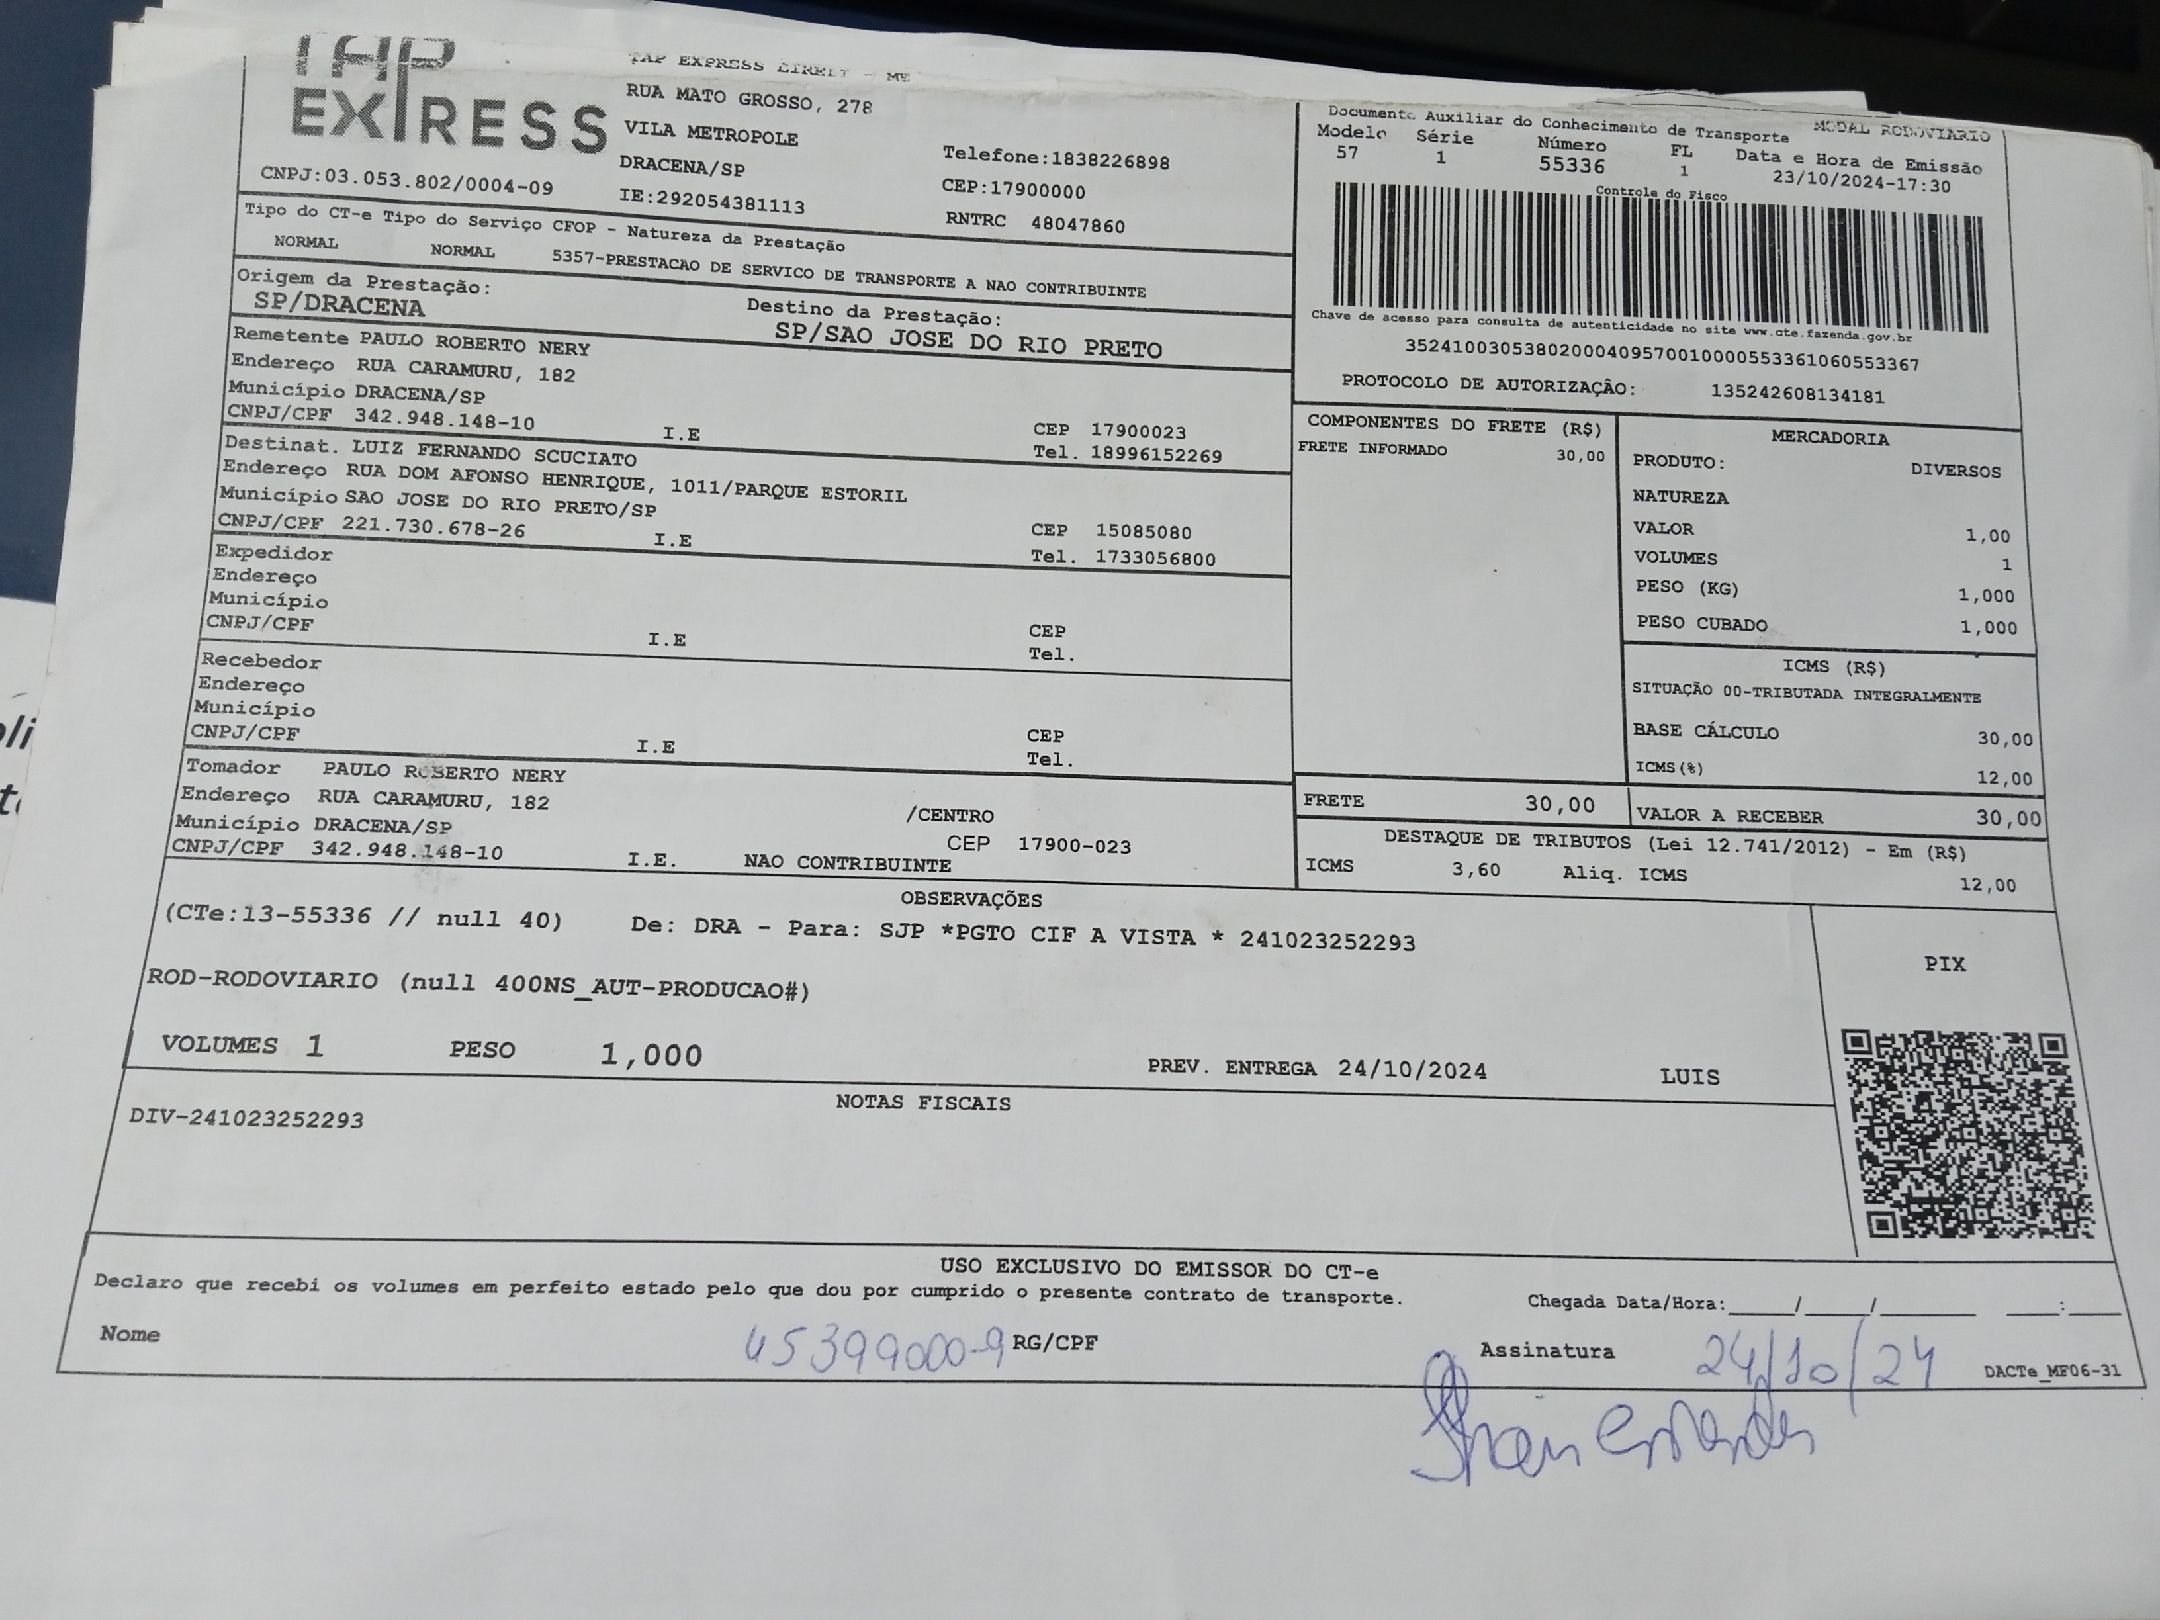 TAP
EXPRESS
TAP EXPRESS EIRELI - ME
RUA MATO GROSSO, 278
VILA METROPOLE
DRACENA/SP
IE:292054381113
CNPJ:03.053.802/0004-09
Telefone:1838226898
CEP:17900000
RNTRC 48047860
Documento Auxiliar do Conhecimento de Transporte MODAL RODOVIARIO
Modelo Série Número FL Data e Hora de Emissão
57 1 55336 1 23/10/2024-17:30
Controle do Fisco
Chave de acesso para consulta de autenticidade no site www.cte.fazenda.gov.br
35241003053802000409570010000553361060553367
PROTOCOLO DE AUTORIZAÇÃO: 135242608134181
Tipo do CT-e Tipo do Serviço CFOP - Natureza da Prestação
NORMAL NORMAL 5357-PRESTACAO DE SERVICO DE TRANSPORTE A NAO CONTRIBUINTE
Origem da Prestação: Destino da Prestação:
SP/DRACENA SP/SAO JOSE DO RIO PRETO
Remetente PAULO ROBERTO NERY
Endereço RUA CARAMURU, 182
Município DRACENA/SP CEP 17900023
CNPJ/CPF 342.948.148-10 I.E Tel. 18996152269
Destinat. LUIZ FERNANDO SCUCIATO
Endereço RUA DOM AFONSO HENRIQUE, 1011/PARQUE ESTORIL
Município SAO JOSE DO RIO PRETO/SP CEP 15085080
CNPJ/CPF 221.730.678-26 I.E Tel. 1733056800
Expedidor
Endereço
Município CEP
CNPJ/CPF I.E Tel.
Recebedor
Endereço
Município CEP
CNPJ/CPF I.E Tel.
Tomador PAULO ROBERTO NERY
Endereço RUA CARAMURU, 182 /CENTRO
Município DRACENA/SP CEP 17900-023
CNPJ/CPF 342.948.148-10 I.E. NAO CONTRIBUINTE
COMPONENTES DO FRETE (R$)
FRETE INFORMADO 30,00
MERCADORIA
PRODUTO: DIVERSOS
NATUREZA
VALOR 1,00
VOLUMES 1
PESO (KG) 1,000
PESO CUBADO 1,000
ICMS (R$)
SITUAÇÃO 00-TRIBUTADA INTEGRALMENTE
BASE CÁLCULO 30,00
ICMS(%) 12,00
FRETE 30,00 VALOR A RECEBER 30,00
DESTAQUE DE TRIBUTOS (Lei 12.741/2012) - Em (R$)
ICMS 3,60 Aliq. ICMS 12,00
OBSERVAÇÕES
(CTe:13-55336 // null 40) De: DRA - Para: SJP *PGTO CIF A VISTA * 241023252293
ROD-RODOVIARIO (null 400NS_AUT-PRODUCAO#)
VOLUMES 1 PESO 1,000 PREV. ENTREGA 24/10/2024 LUIS
PIX
NOTAS FISCAIS
DIV-241023252293
USO EXCLUSIVO DO EMISSOR DO CT-e
Declaro que recebi os volumes em perfeito estado pelo que dou por cumprido o presente contrato de transporte. Chegada Data/Hora:_____/_____/_______ ____:____
Nome 45399000-9 RG/CPF Assinatura 24/10/24 DACTe_MF06-31